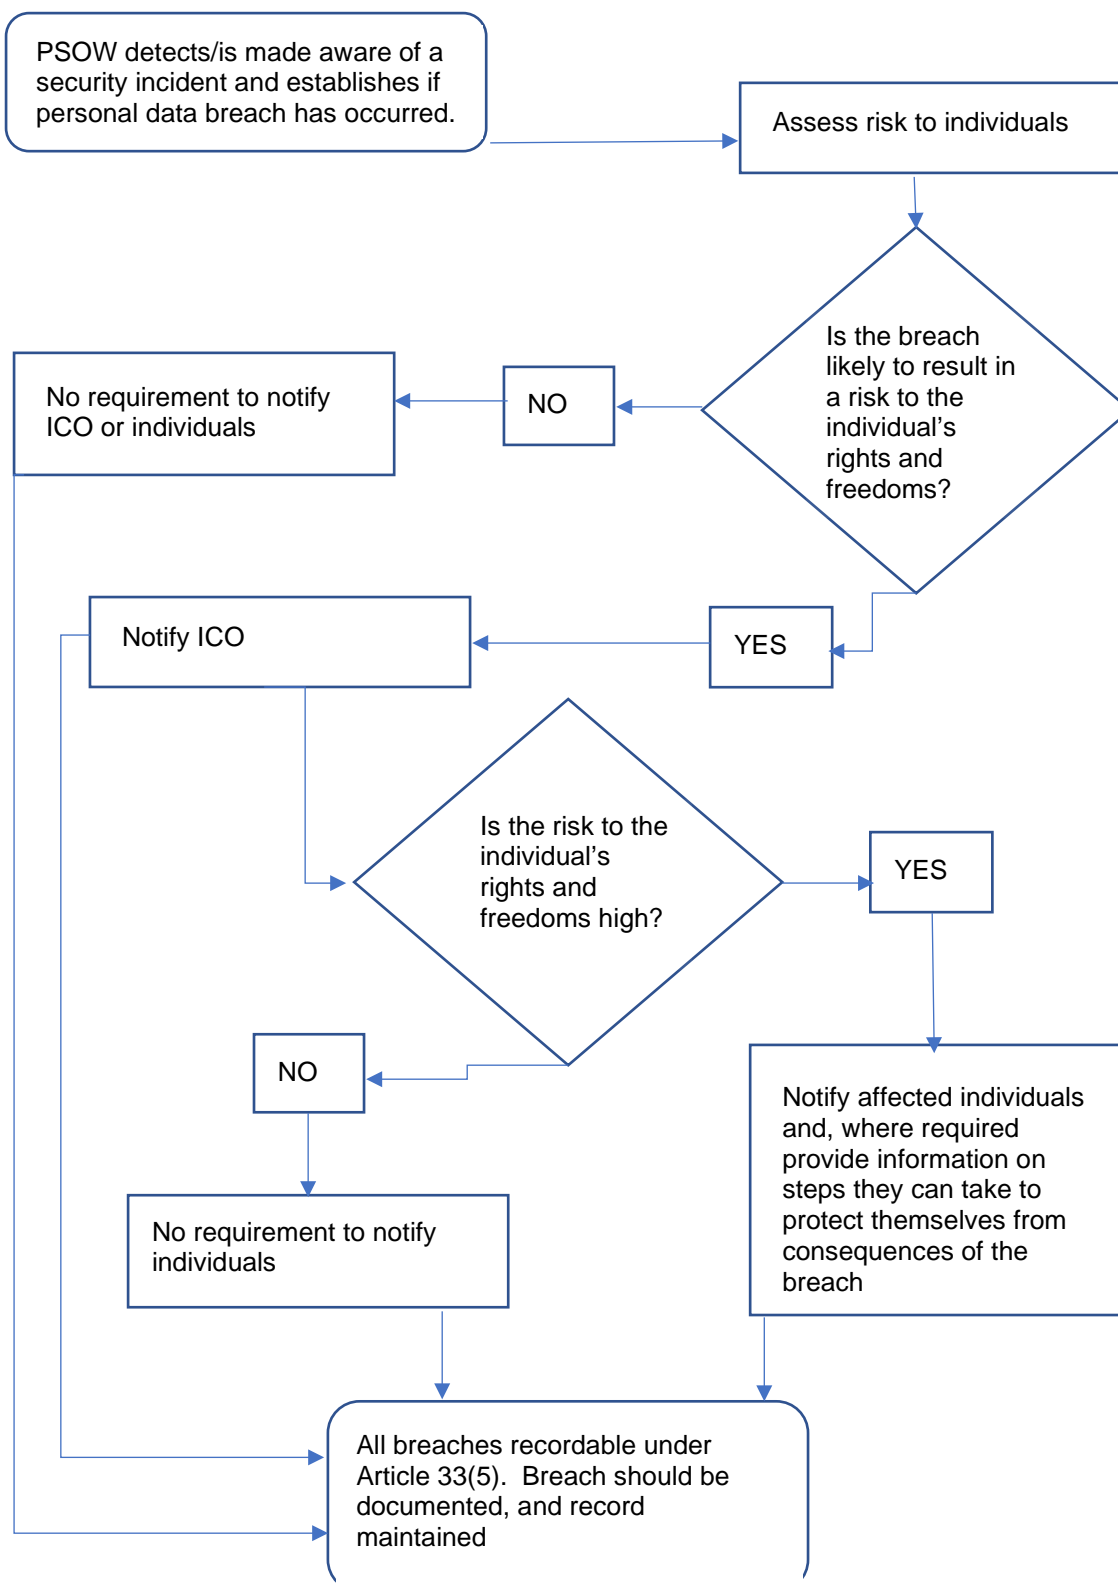 PSOW detects/is made aware of a
security incident and establishes if
personal data breach has occurred.
Assess risk to individuals
Is the breach
likely to result in
a risk to the
individual’s
rights and
freedoms?
NO
No requirement to notify
ICO or individuals
YES
Notify ICO
Is the risk to the
individual’s
rights and
freedoms high?
YES
NO
Notify affected individuals
and, where required
provide information on
steps they can take to
protect themselves from
consequences of the
breach
No requirement to notify
individuals
All breaches recordable under
Article 33(5).  Breach should be
documented, and record
maintained